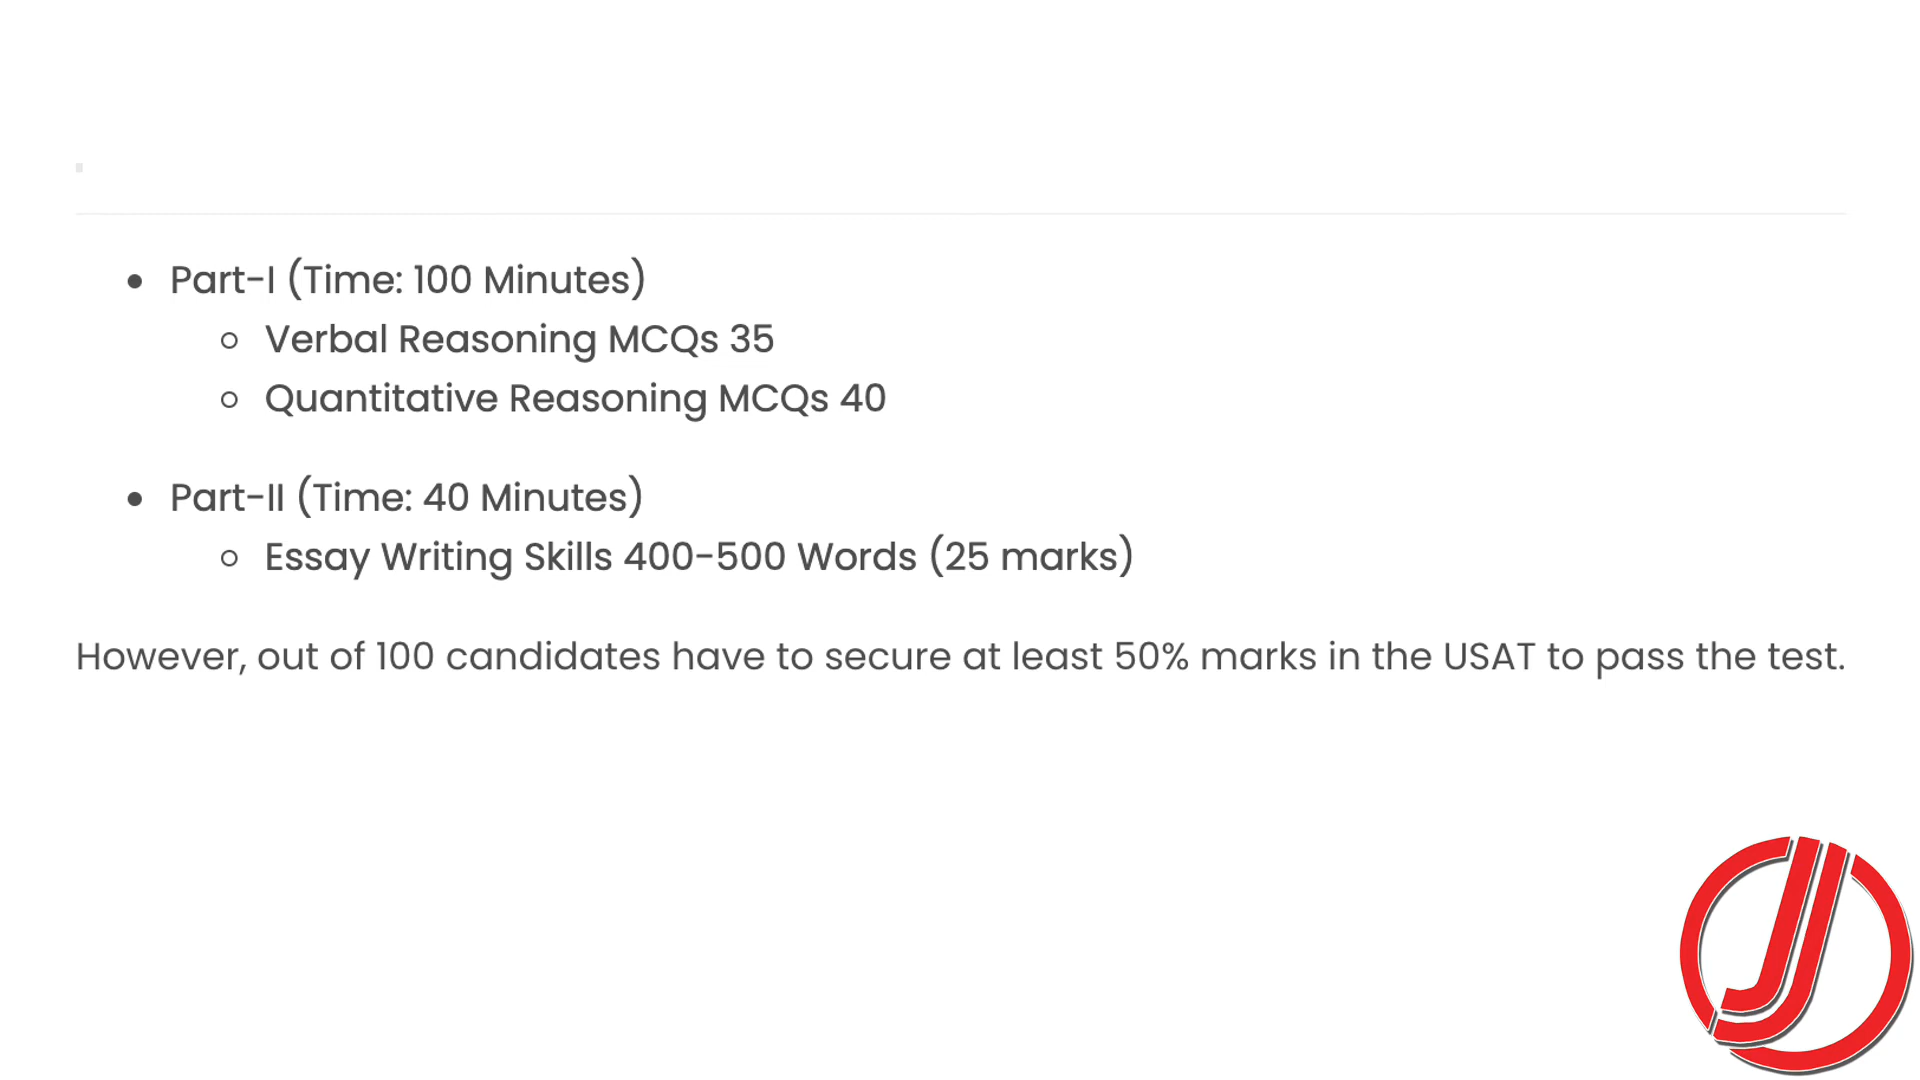 Part-I (Time: 100 Minutes)
Verbal Reasoning MCQs 35
Quantitative Reasoning MCQs 40
Part-II (Time: 40 Minutes)
Essay Writing Skills 400-500 Words (25 marks)
However, out of 100 candidates have to secure at least 50% marks in the USAT to pass the test.